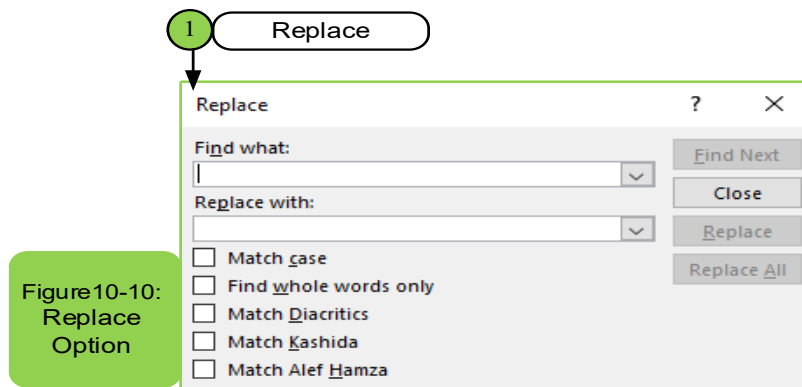 1 Replace
Replace ?
Find what:
Find Next
Close
Replace with:
Replace
Match case
Replace All
Find whole words only
Match Diacritics
Match Kashida
Match Alef Hamza
Figure10-10:
Replace
Option